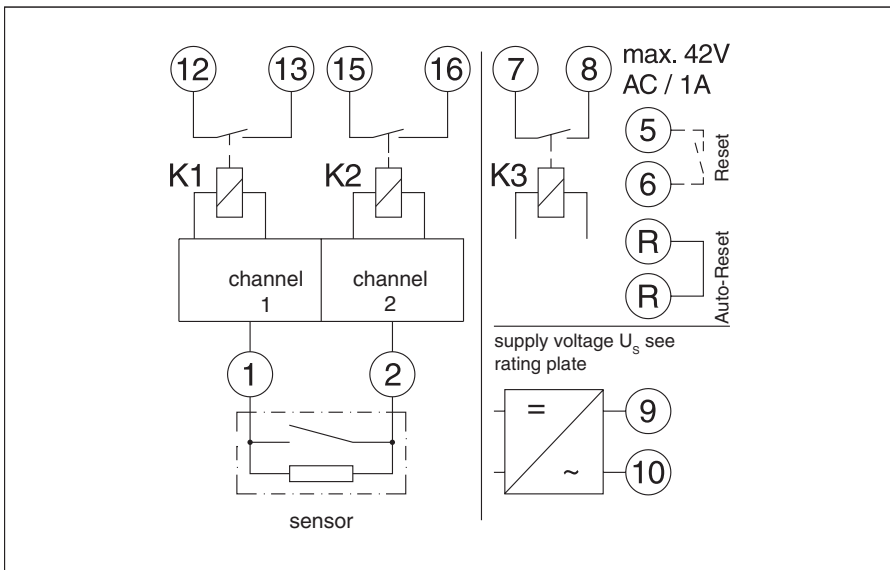 12 13 15 16 7 8 max. 42V
AC / 1A
K1 K2 K3
5
6
Reset
channel
1
channel
2
R
R
Auto-Reset
supply voltage US see
rating plate
1 2
= 9
~ 10
sensor